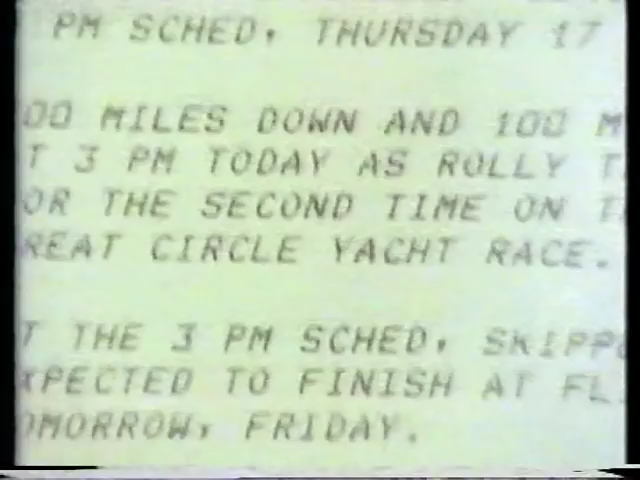 PM SCHED, THURSDAY 17
00 MILES DOWN AND 100 M
T 3 PM TODAY AS ROLLY T
OR THE SECOND TIME ON T
REAT CIRCLE YACHT RACE.
T THE 3 PM SCHED, SKIPP
XPECTED TO FINISH AT FL
OMORROW, FRIDAY.